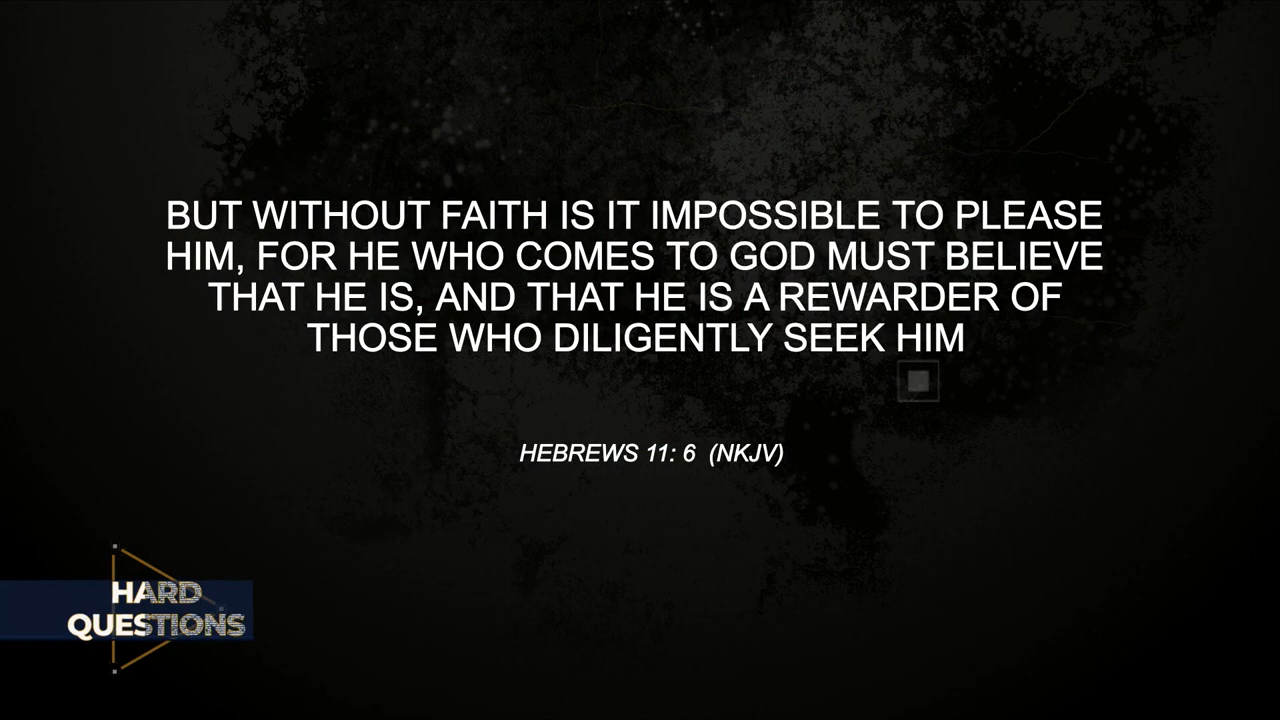 BUT WITHOUT FAITH IS IT IMPOSSIBLE TO PLEASE
HIM, FOR HE WHO COMES TO GOD MUST BELIEVE
THAT HE IS, AND THAT HE IS A REWARDER OF
THOSE WHO DILIGENTLY SEEK HIM
HEBREWS 11: 6 (NKJV)
HARD
QUESTIONS